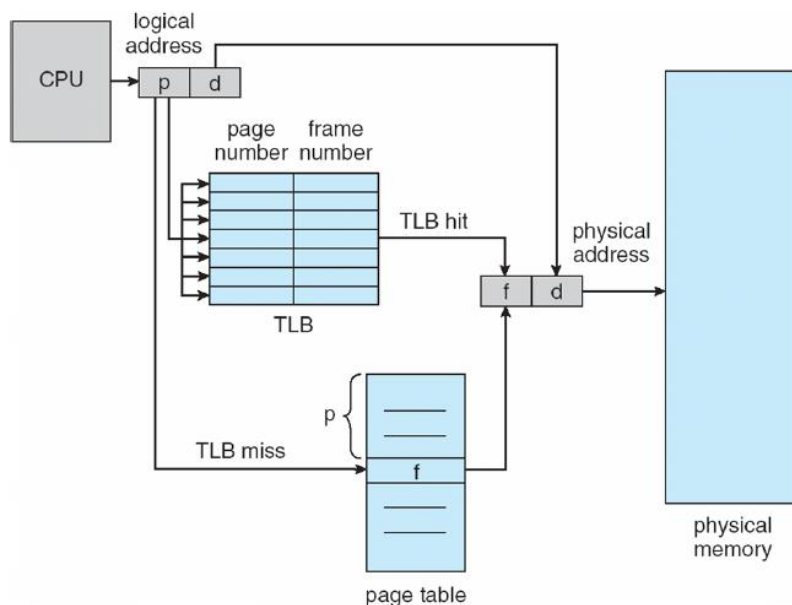 logical
address
CPU
p
d
page
number
frame
number
TLB hit
physical
address
f
d
TLB
p
TLB miss
f
physical
memory
page table